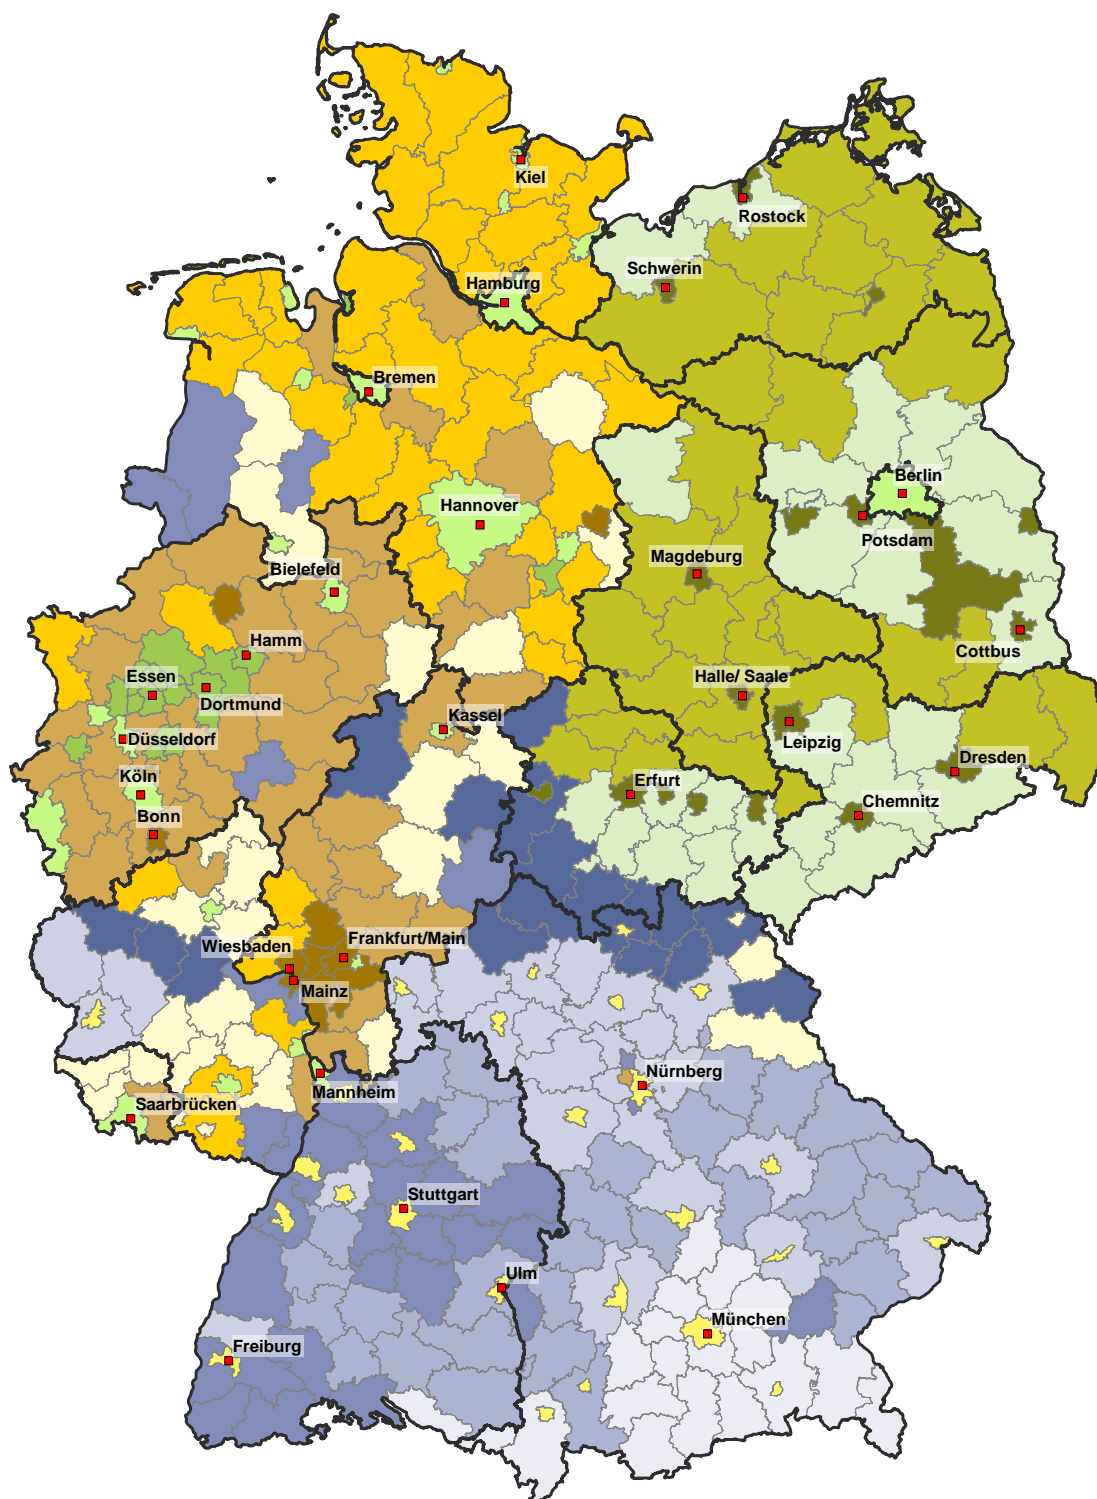 Kiel
Rostock
Schwerin
Hamburg
Bremen
Berlin
Hannover
Potsdam
Magdeburg
Bielefeld
Hamm
Cottbus
Essen
Halle/ Saale
Dortmund
Kassel
Leipzig
Düsseldorf
Dresden
Köln
Erfurt
Chemnitz
Bonn
Wiesbaden
Frankfurt/Main
Mainz
Nürnberg
Mannheim
Saarbrücken
Stuttgart
Ulm
München
Freiburg